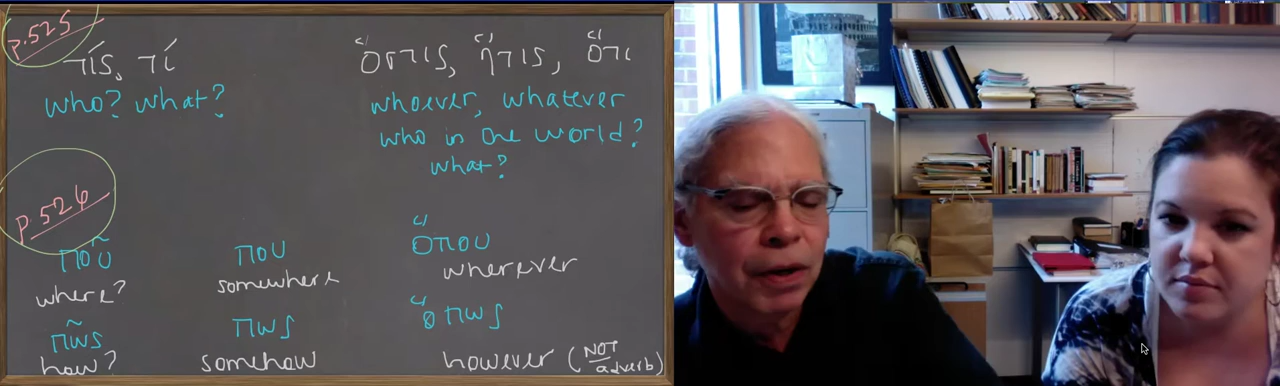 p.525
τίς, τί ὅστις, ἥτις, ὅτι
who? what? whoever, whatever
who in the world?
what?
p.526
ποῦ που ὅπου
where? somewhere wherever
πῶς πως ὅπως
how? somehow however (NOT adverb)